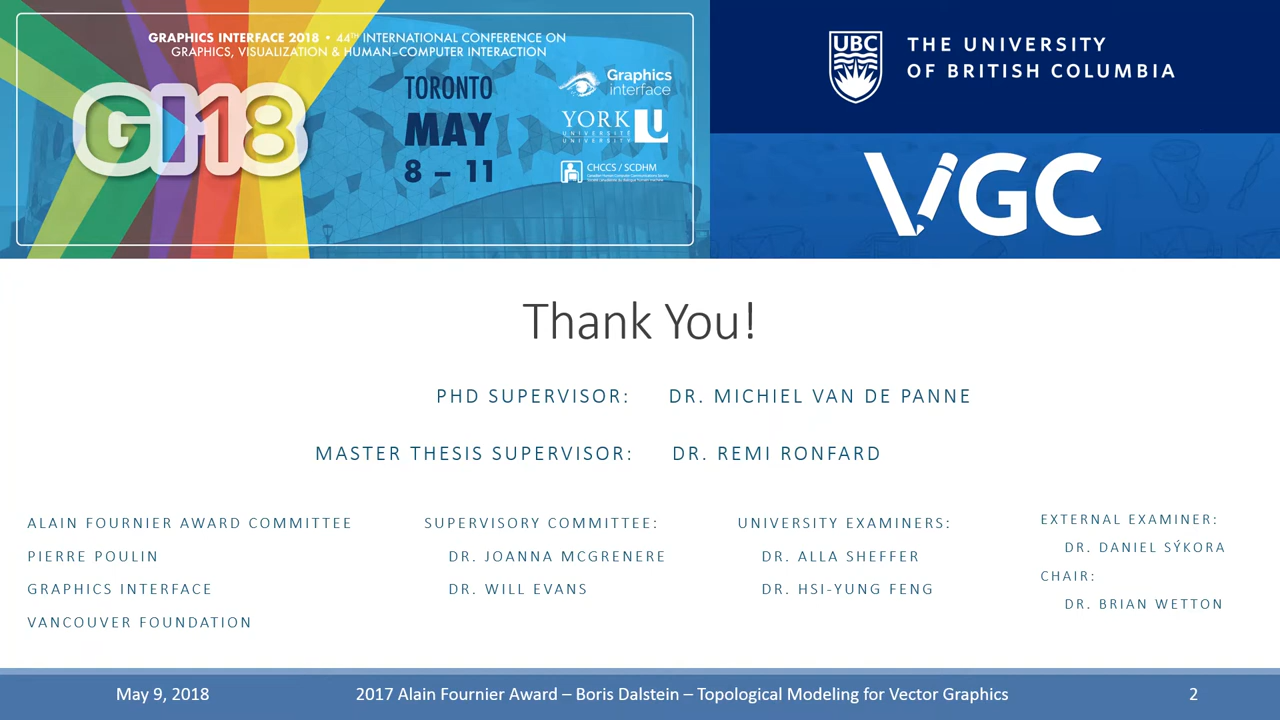 GRAPHICS INTERFACE 2018 • 44TH INTERNATIONAL CONFERENCE ON
GRAPHICS, VISUALIZATION & HUMAN–COMPUTER INTERACTION
GI18
TORONTO
MAY
8 – 11
Graphics
interface
YORK U
UNIVERSITÉ
UNIVERSITY
CHCCS / SCDHM
UBC
THE UNIVERSITY
OF BRITISH COLUMBIA
VGC
Thank You!
PHD SUPERVISOR: DR. MICHIEL VAN DE PANNE
MASTER THESIS SUPERVISOR: DR. REMI RONFARD
ALAIN FOURNIER AWARD COMMITTEE
PIERRE POULIN
GRAPHICS INTERFACE
VANCOUVER FOUNDATION
SUPERVISORY COMMITTEE:
DR. JOANNA MCGRENERE
DR. WILL EVANS
UNIVERSITY EXAMINERS:
DR. ALLA SHEFFER
DR. HSI-YUNG FENG
EXTERNAL EXAMINER:
DR. DANIEL SÝKORA
CHAIR:
DR. BRIAN WETTON
May 9, 2018
2017 Alain Fournier Award – Boris Dalstein – Topological Modeling for Vector Graphics
2